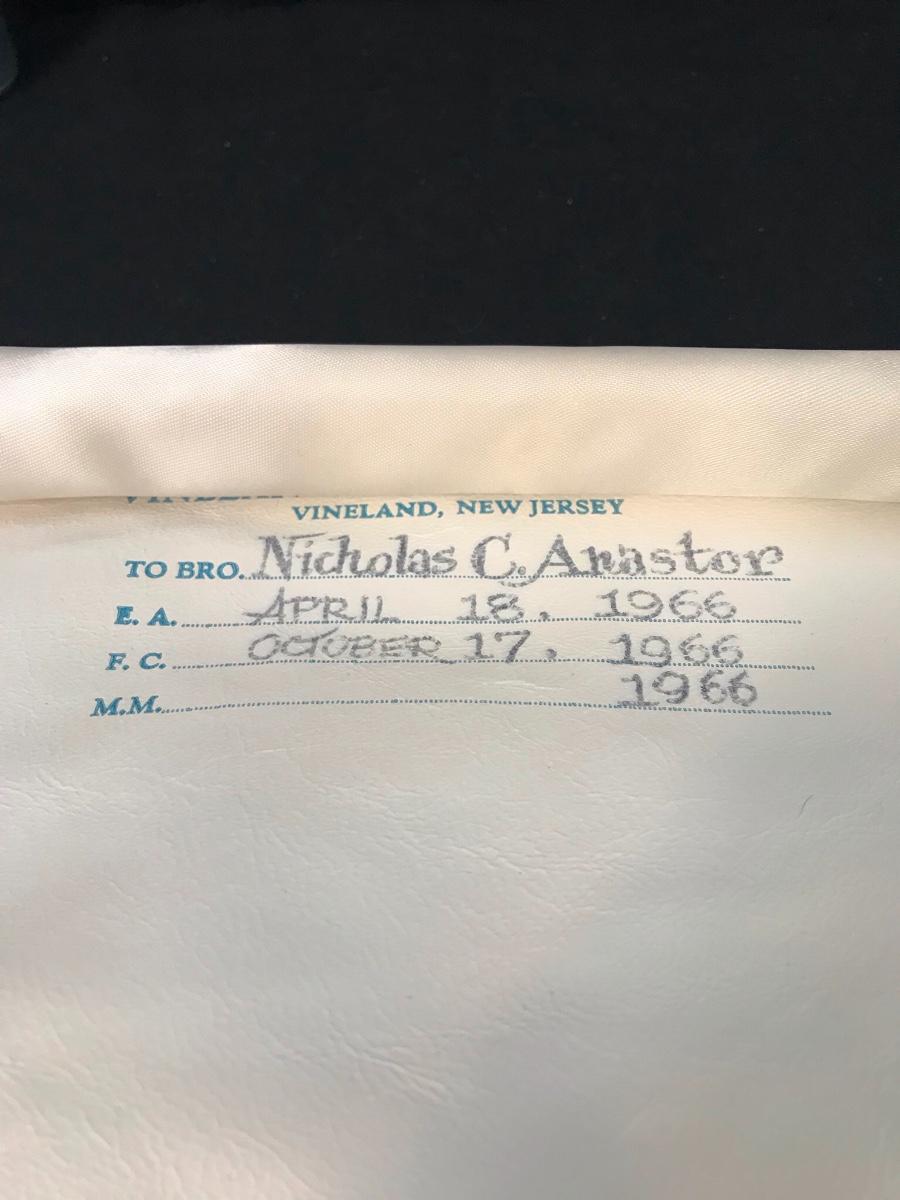 VINELAND, NEW JERSEY
TO BRO. Nicholas C. Anastor
E. A. APRIL 18, 1966
F. C. OCTOBER 17, 1966
M.M. 1966